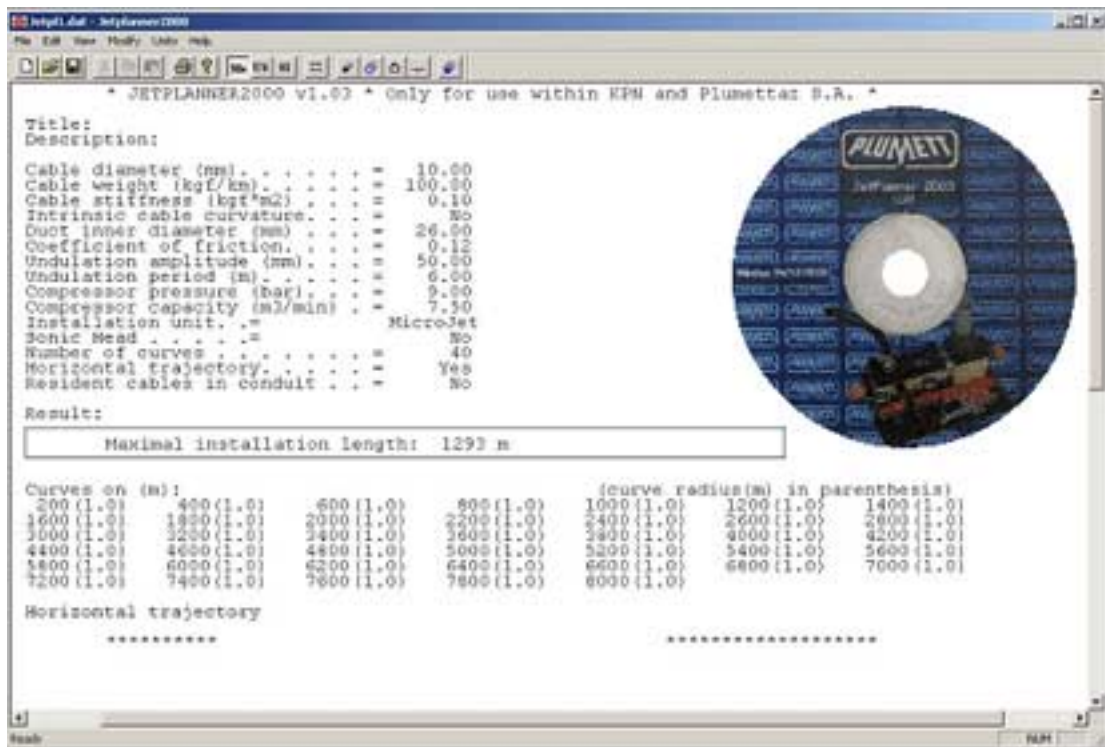 Jetpl1.dat - Jetplanner2000
File Edit View Modify Units Help
* JETPLANNER2000 v1.03 * Only for use within KPN and Plumettaz S.A. *
Title:
Description:
Cable diameter (mm). . . . . . = 10.00
Cable weight (kgf/km). . . . . = 100.00
Cable stiffness (kgf*m2) . . . = 0.10
Intrinsic cable curvature. . . = No
Duct inner diameter (mm) . . . = 26.00
Coefficient of friction. . . . = 0.12
Undulation amplitude (mm). . . = 50.00
Undulation period (m). . . . . = 6.00
Compressor pressure (bar). . . = 9.00
Compressor capacity (m3/min) . = 7.50
Installation unit. .= MicroJet
Sonic Head . . . . .= No
Number of curves . . . . . . . = 40
Horizontal trajectory. . . . . = Yes
Resident cables in conduit . . = No
PLUMETT
Result:
Maximal installation length: 1293 m
Curves on (m): (curve radius(m) in parenthesis)
200(1.0) 400(1.0) 600(1.0) 800(1.0) 1000(1.0) 1200(1.0) 1400(1.0)
1600(1.0) 1800(1.0) 2000(1.0) 2200(1.0) 2400(1.0) 2600(1.0) 2800(1.0)
3000(1.0) 3200(1.0) 3400(1.0) 3600(1.0) 3800(1.0) 4000(1.0) 4200(1.0)
4400(1.0) 4600(1.0) 4800(1.0) 5000(1.0) 5200(1.0) 5400(1.0) 5600(1.0)
5800(1.0) 6000(1.0) 6200(1.0) 6400(1.0) 6600(1.0) 6800(1.0) 7000(1.0)
7200(1.0) 7400(1.0) 7600(1.0) 7800(1.0) 8000(1.0)
Horizontal trajectory
********** *******************
Ready NUM